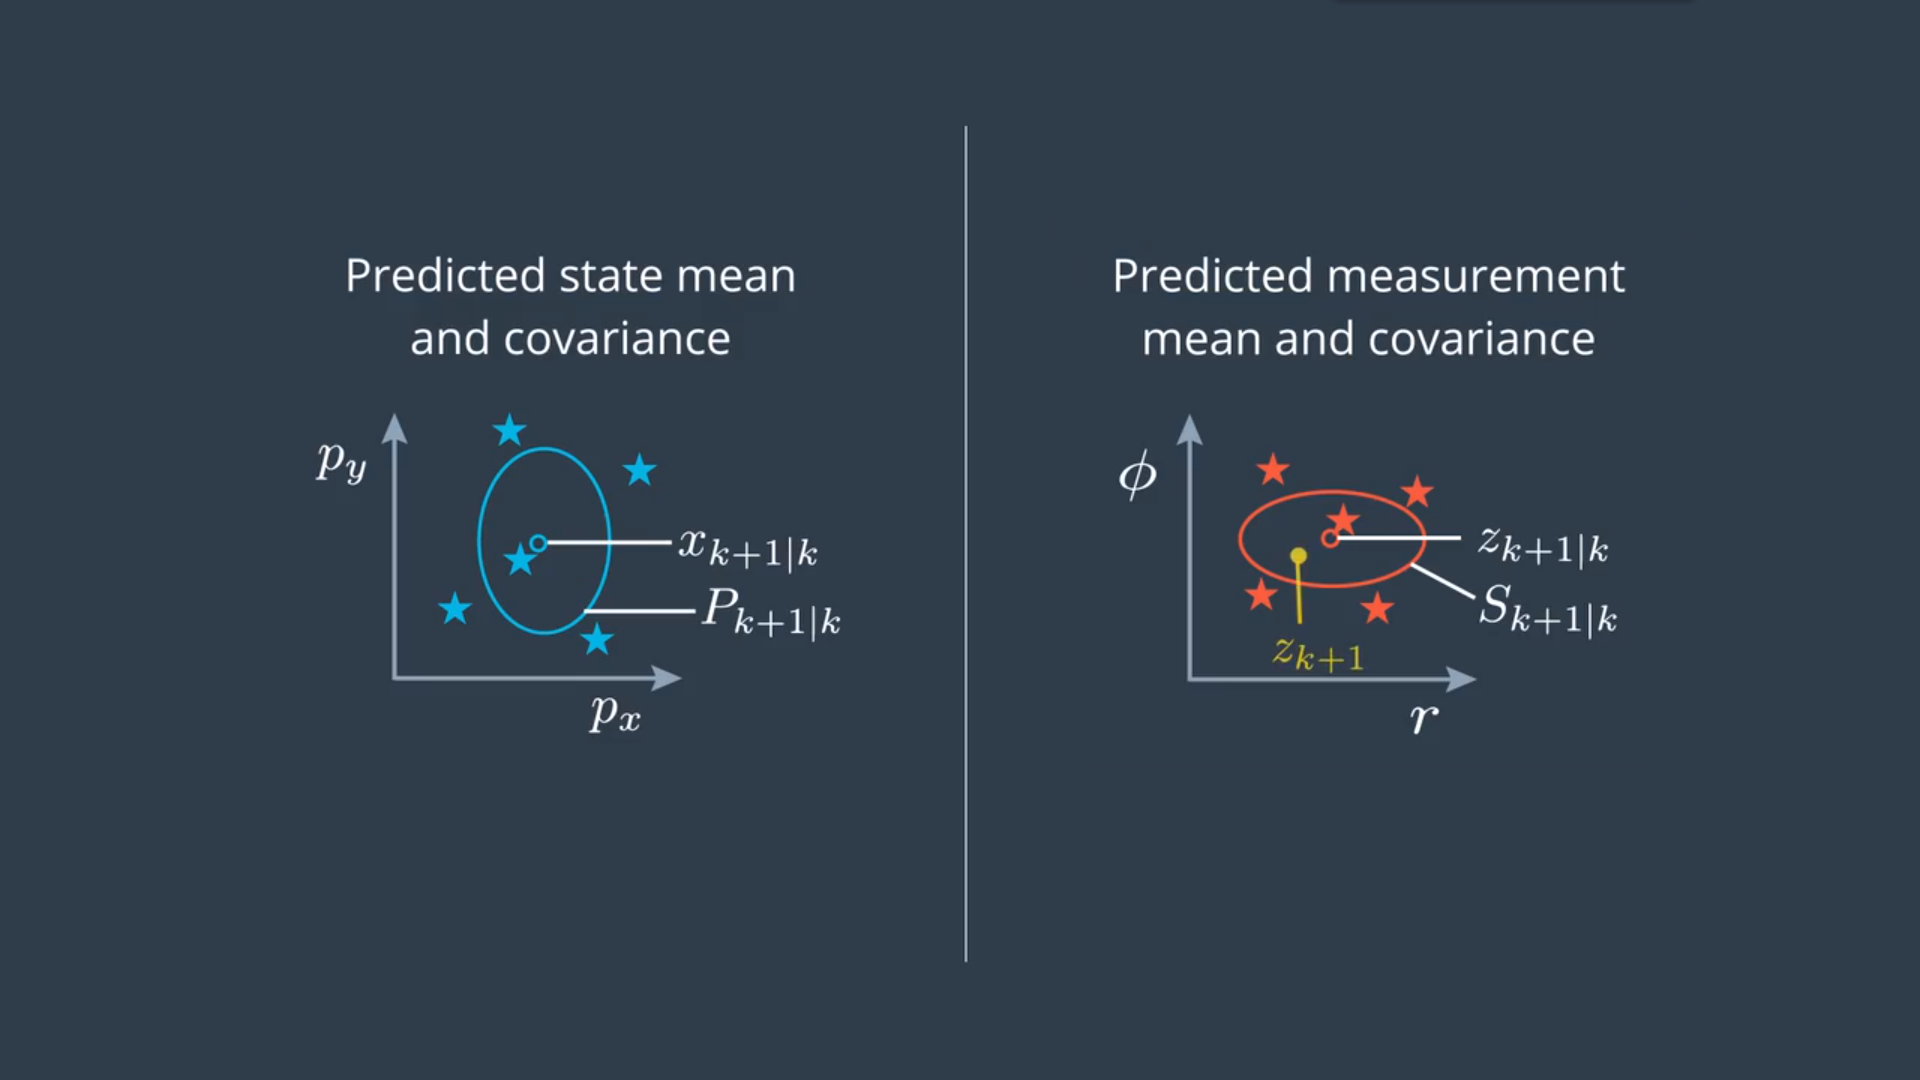 Predicted state mean
and covariance
p_y
x_{k+1|k}
P_{k+1|k}
p_x
Predicted measurement
mean and covariance
ϕ
z_{k+1|k}
S_{k+1|k}
z_{k+1}
r